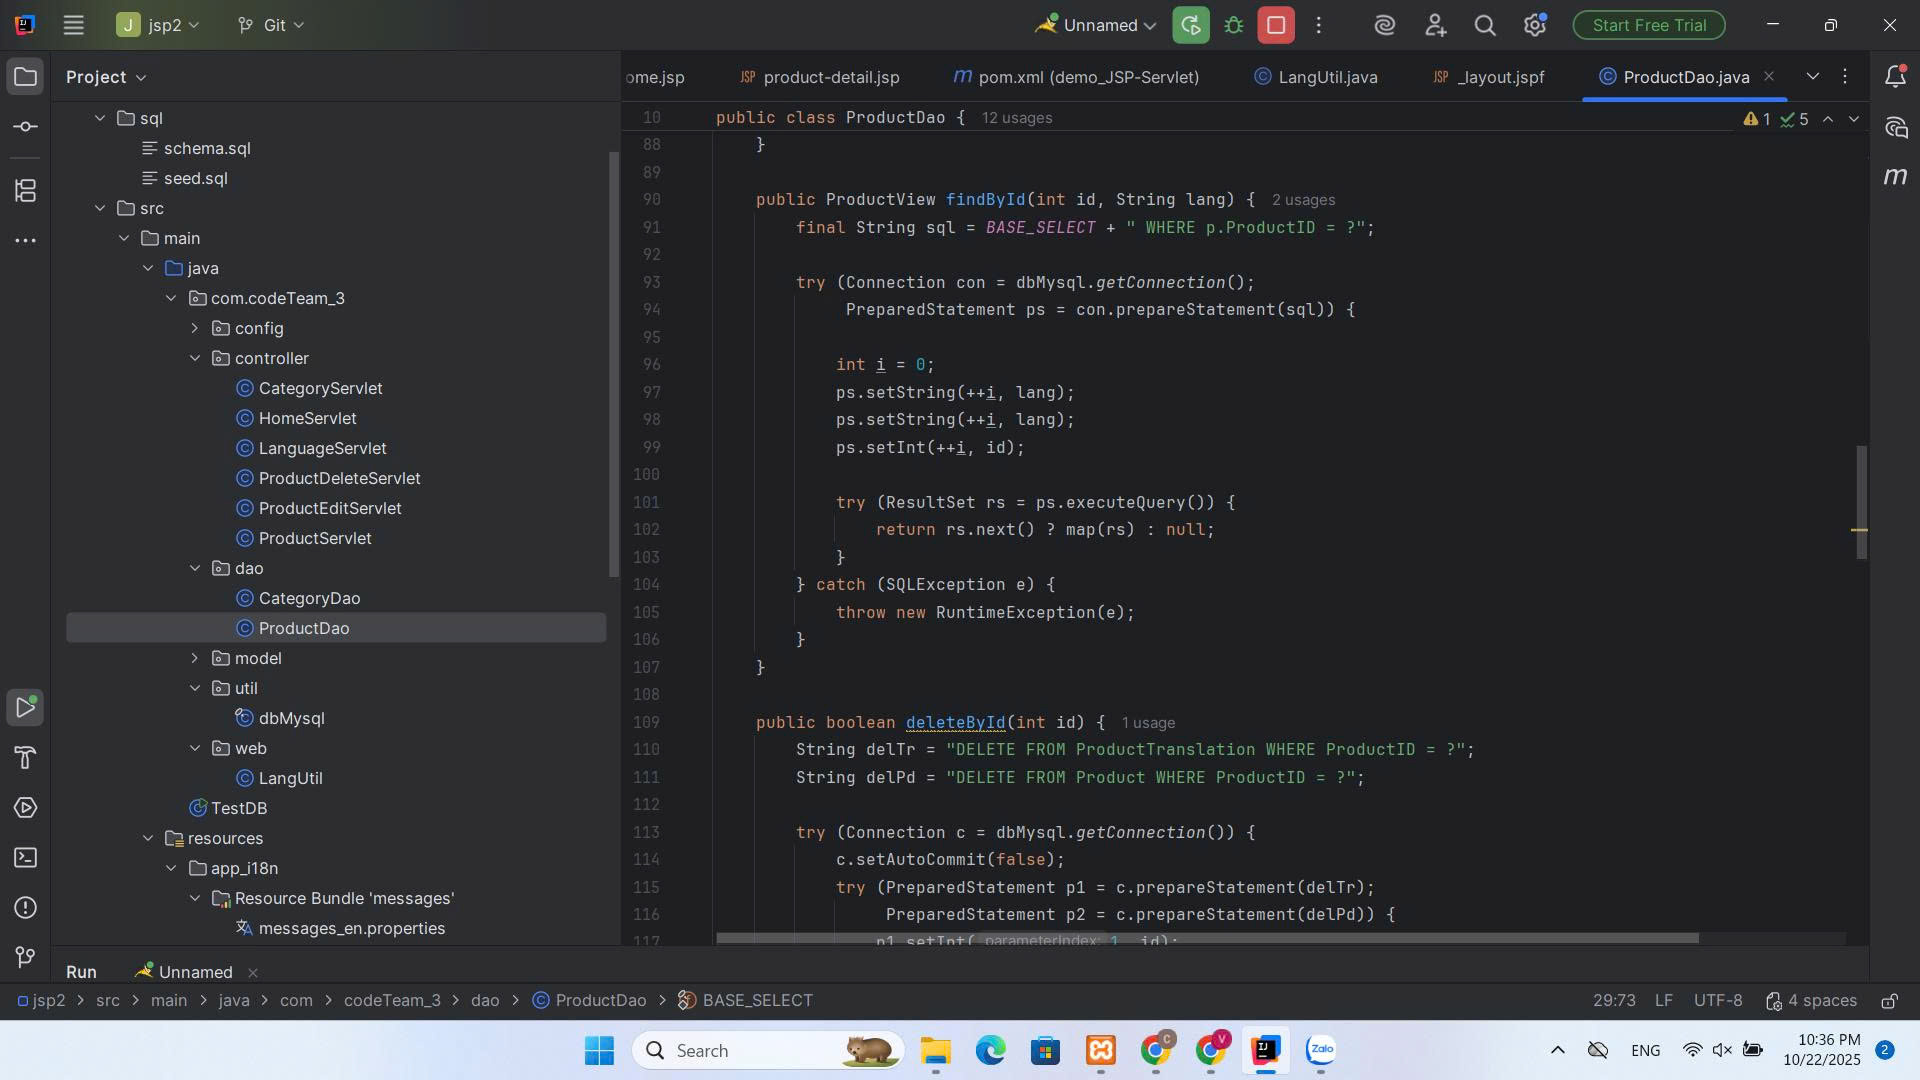 J jsp2
Git
Unnamed
Start Free Trial
Project
ome.jsp
JSP product-detail.jsp
m pom.xml (demo_JSP-Servlet)
LangUtil.java
JSP _layout.jspf
ProductDao.java
sql
schema.sql
seed.sql
src
main
java
com.codeTeam_3
config
controller
CategoryServlet
HomeServlet
LanguageServlet
ProductDeleteServlet
ProductEditServlet
ProductServlet
dao
CategoryDao
ProductDao
model
util
dbMysql
web
LangUtil
TestDB
resources
app_i18n
Resource Bundle 'messages'
messages_en.properties
10 public class ProductDao { 12 usages
1 5
88 }
89
90 public ProductView findById(int id, String lang) { 2 usages
91 final String sql = BASE_SELECT + " WHERE p.ProductID = ?";
92
93 try (Connection con = dbMysql.getConnection();
94 PreparedStatement ps = con.prepareStatement(sql)) {
95
96 int i = 0;
97 ps.setString(++i, lang);
98 ps.setString(++i, lang);
99 ps.setInt(++i, id);
100
101 try (ResultSet rs = ps.executeQuery()) {
102 return rs.next() ? map(rs) : null;
103 }
104 } catch (SQLException e) {
105 throw new RuntimeException(e);
106 }
107 }
108
109 public boolean deleteById(int id) { 1 usage
110 String delTr = "DELETE FROM ProductTranslation WHERE ProductID = ?";
111 String delPd = "DELETE FROM Product WHERE ProductID = ?";
112
113 try (Connection c = dbMysql.getConnection()) {
114 c.setAutoCommit(false);
115 try (PreparedStatement p1 = c.prepareStatement(delTr);
116 PreparedStatement p2 = c.prepareStatement(delPd)) {
117 p1.setInt( parameterIndex: 1, id);
m
Run
Unnamed
jsp2 > src > main > java > com > codeTeam_3 > dao > ProductDao > BASE_SELECT
29:73 LF UTF-8 4 spaces
Search
C
V
Zalo
ENG
10:36 PM
10/22/2025
2